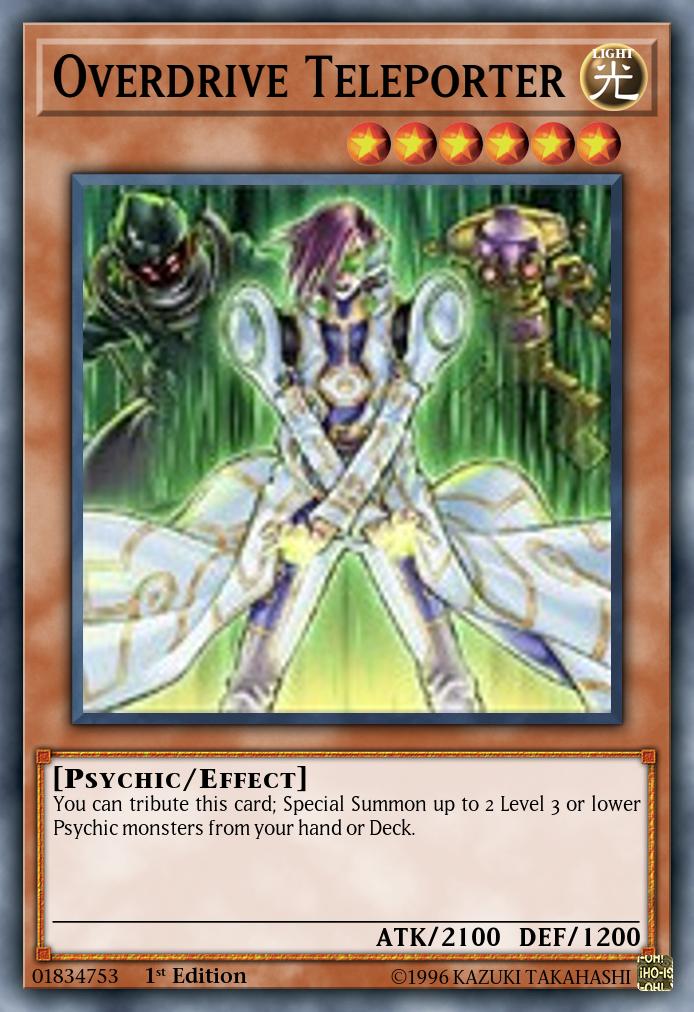 OVERDRIVE TELEPORTER
LIGHT
光
[PSYCHIC/EFFECT]
You can tribute this card; Special Summon up to 2 Level 3 or lower
Psychic monsters from your hand or Deck.
ATK/2100 DEF/1200
01834753 1st Edition ©1996 KAZUKI TAKAHASHI